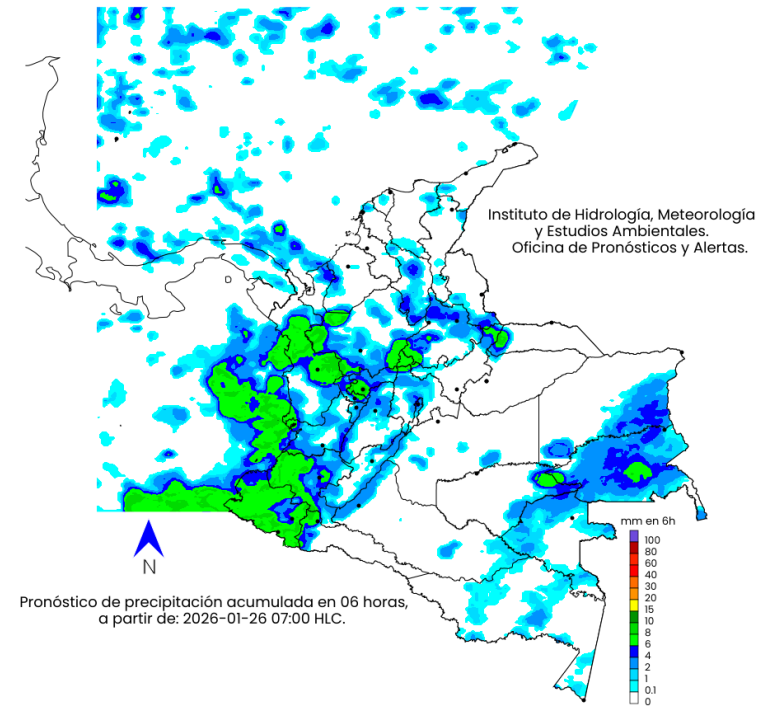 Instituto de Hidrología, Meteorología
y Estudios Ambientales.
Oficina de Pronósticos y Alertas.
mm en 6h
100
80
60
40
30
20
15
10
8
6
4
2
1
0.1
0
N
Pronóstico de precipitación acumulada en 06 horas,
a partir de: 2026-01-26 07:00 HLC.